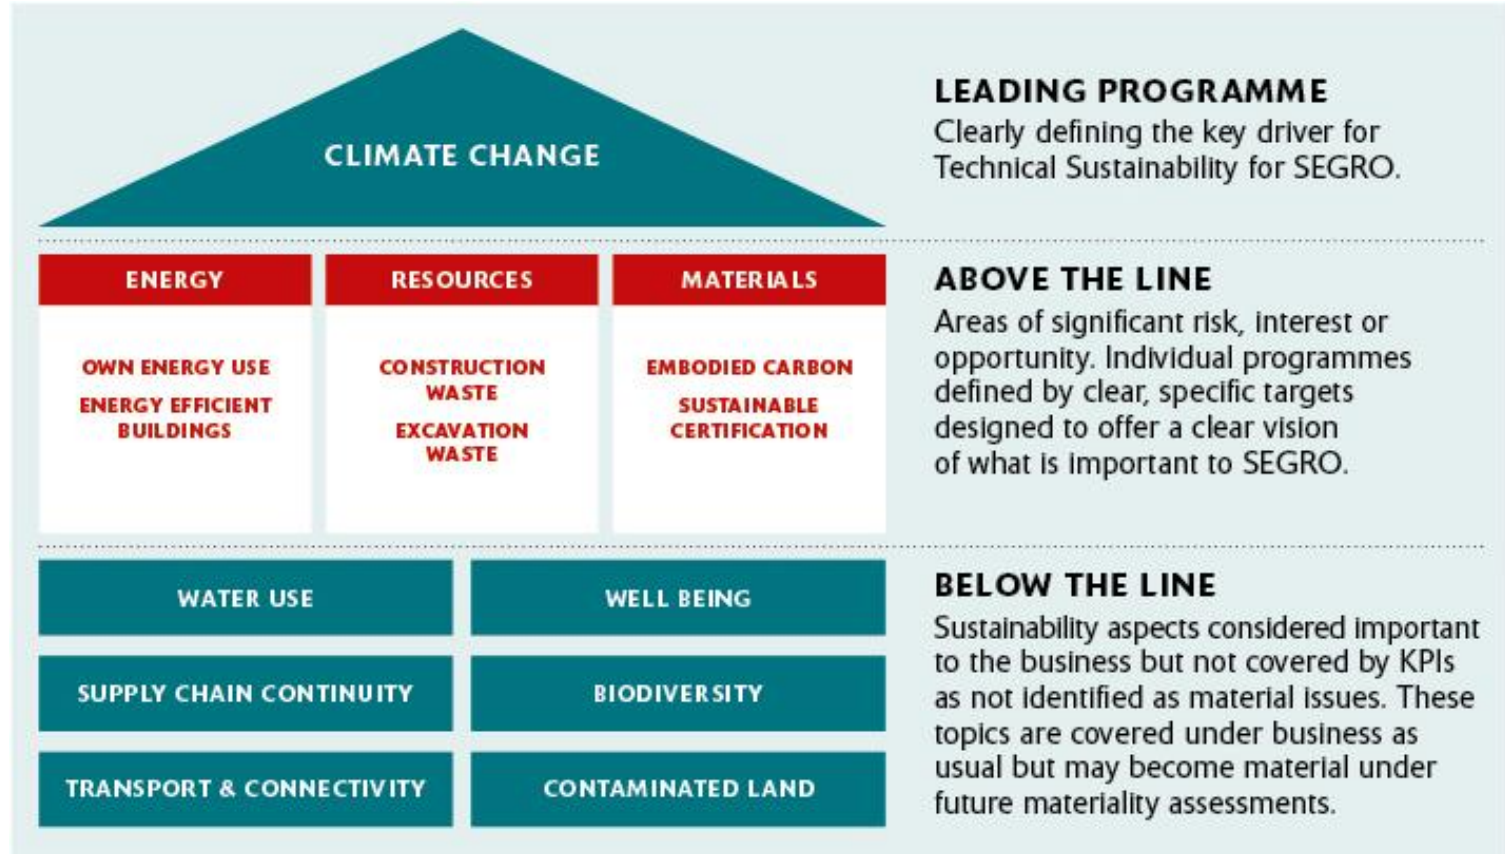 CLIMATE CHANGE
LEADING PROGRAMME
Clearly defining the key driver for
Technical Sustainability for SEGRO.
ENERGY
OWN ENERGY USE
ENERGY EFFICIENT
BUILDINGS
RESOURCES
CONSTRUCTION
WASTE
EXCAVATION
WASTE
MATERIALS
EMBODIED CARBON
SUSTAINABLE
CERTIFICATION
ABOVE THE LINE
Areas of significant risk, interest or
opportunity. Individual programmes
defined by clear, specific targets
designed to offer a clear vision
of what is important to SEGRO.
WATER USE
WELL BEING
SUPPLY CHAIN CONTINUITY
BIODIVERSITY
TRANSPORT & CONNECTIVITY
CONTAMINATED LAND
BELOW THE LINE
Sustainability aspects considered important
to the business but not covered by KPIs
as not identified as material issues. These
topics are covered under business as
usual but may become material under
future materiality assessments.